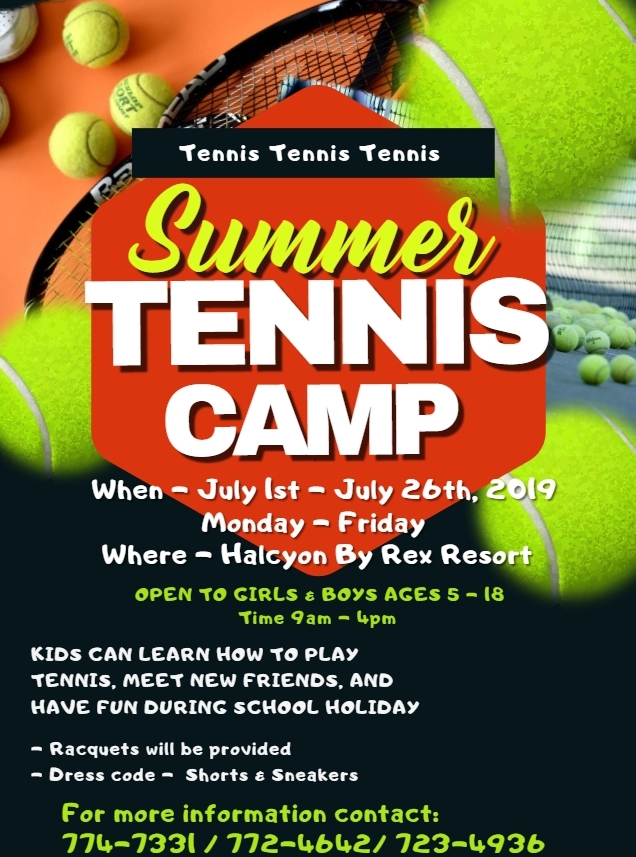 Tennis Tennis Tennis
Summer
TENNIS
CAMP
When - July 1st - July 26th, 2019
Monday - Friday
Where - Halcyon By Rex Resort
OPEN TO GIRLS & BOYS AGES 5 - 18
Time 9am - 4pm
KIDS CAN LEARN HOW TO PLAY
TENNIS, MEET NEW FRIENDS, AND
HAVE FUN DURING SCHOOL HOLIDAY
- Racquets will be provided
- Dress code - Shorts & Sneakers
For more information contact:
774-7331 / 772-4642/ 723-4936